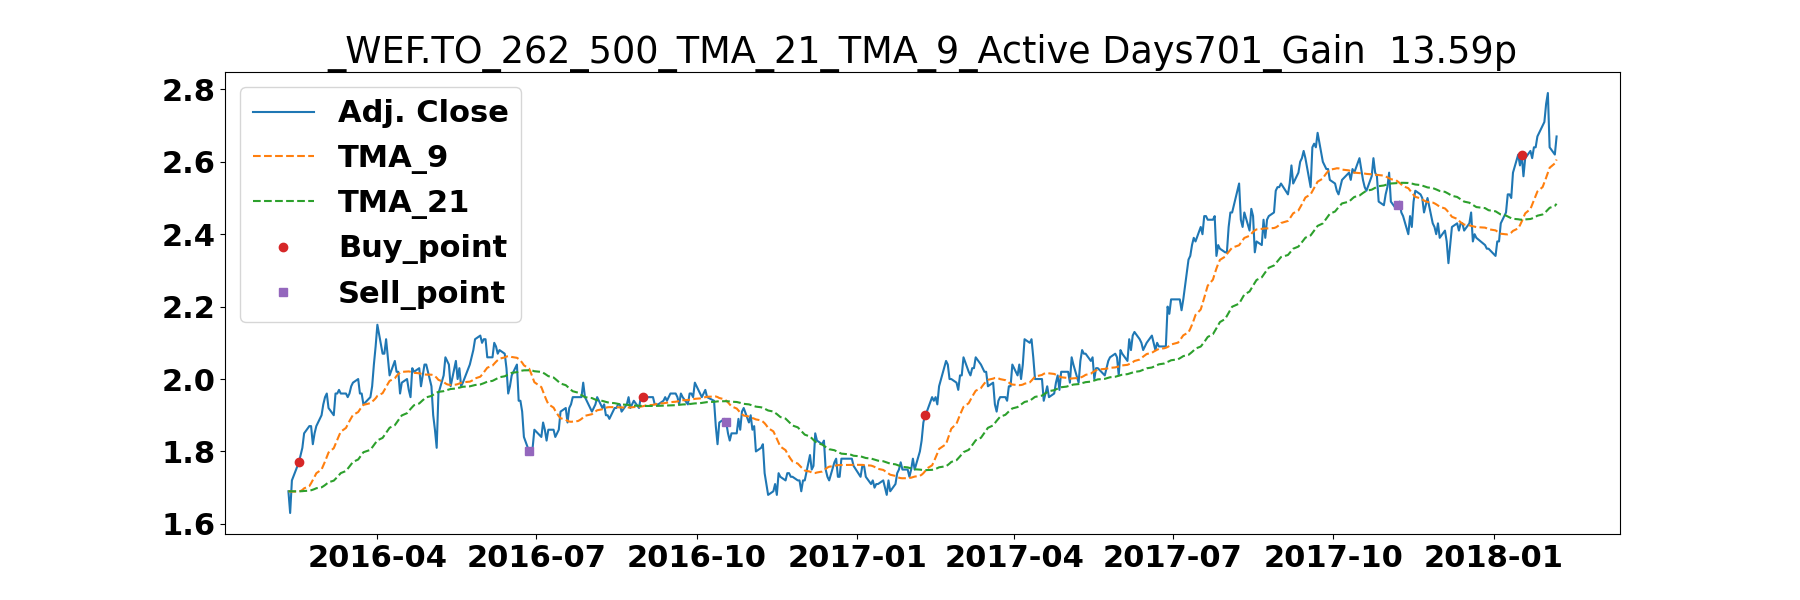 _WEF.TO_262_500_TMA_21_TMA_9_Active Days701_Gain  13.59p
2.8
2.6
2.4
2.2
2.0
1.8
1.6
Adj. Close
TMA_9
TMA_21
Buy_point
Sell_point
2016-04 2016-07 2016-10 2017-01 2017-04 2017-07 2017-10 2018-01